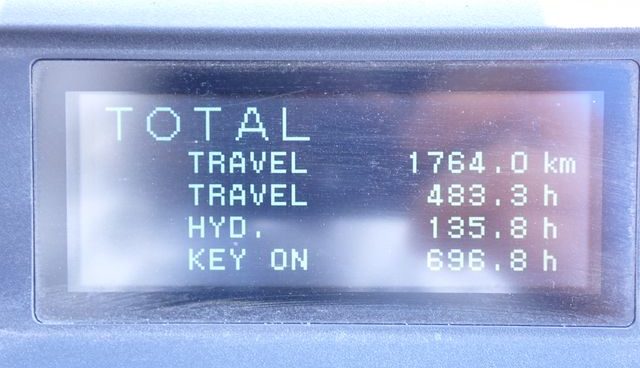 TOTAL
TRAVEL 1764.0 km
TRAVEL 483.3 h
HYD. 135.8 h
KEY ON 696.8 h